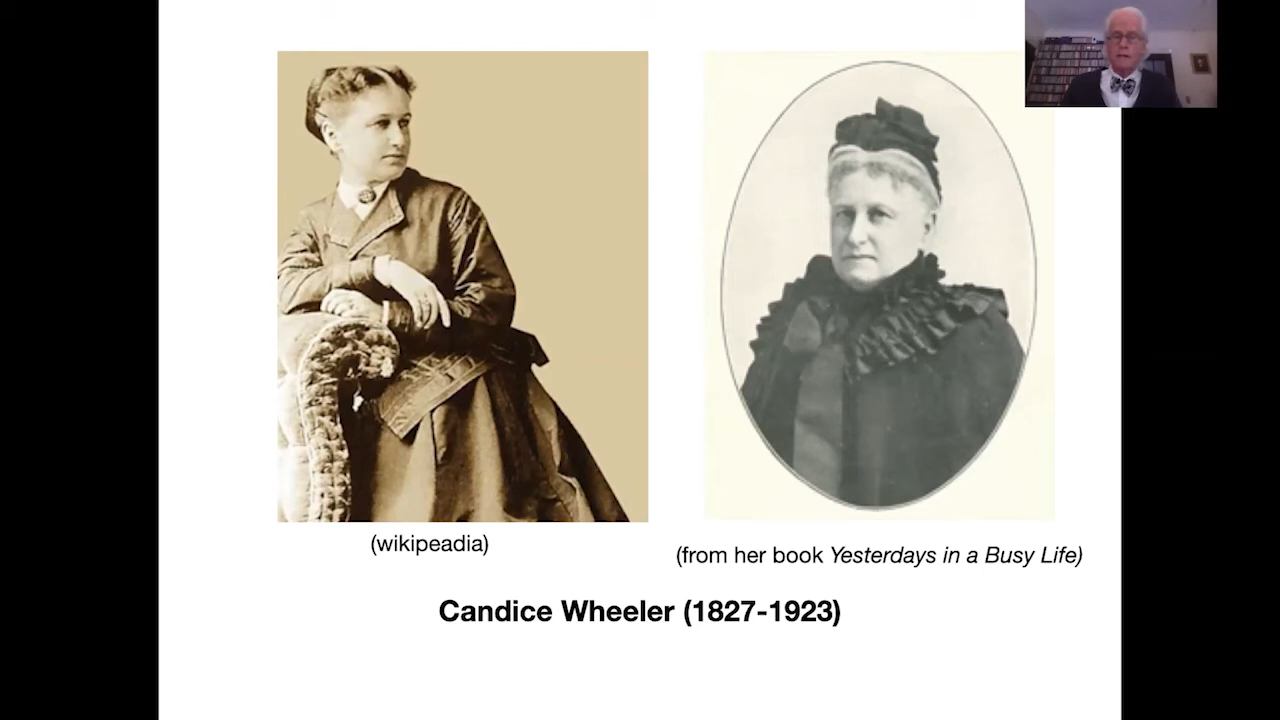 (wikipeadia)
(from her book Yesterdays in a Busy Life)
Candice Wheeler (1827-1923)